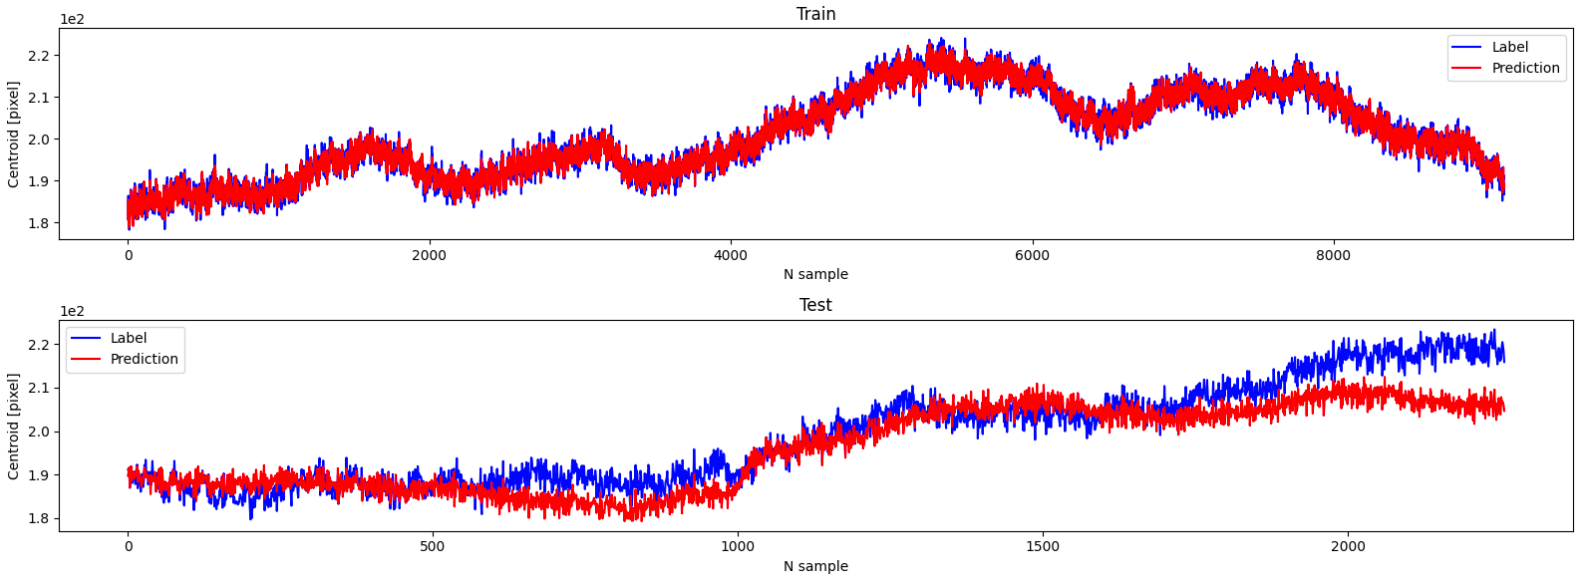 Train
1e2
2.2
2.1
2.0
1.9
1.8
Centroid [pixel]
Label
Prediction
0 2000 4000 6000 8000
N sample
Test
1e2
2.2
2.1
2.0
1.9
1.8
Centroid [pixel]
Label
Prediction
0 500 1000 1500 2000
N sample